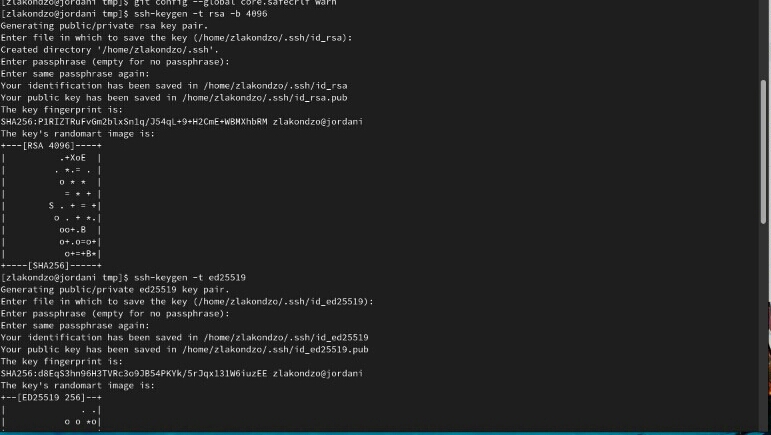 [zlakondzo@jordani tmp]$ git config --global core.safecrlf warn
[zlakondzo@jordani tmp]$ ssh-keygen -t rsa -b 4096
Generating public/private rsa key pair.
Enter file in which to save the key (/home/zlakondzo/.ssh/id_rsa):
Created directory '/home/zlakondzo/.ssh'.
Enter passphrase (empty for no passphrase):
Enter same passphrase again:
Your identification has been saved in /home/zlakondzo/.ssh/id_rsa
Your public key has been saved in /home/zlakondzo/.ssh/id_rsa.pub
The key fingerprint is:
SHA256:P1RIZTRuFvGm2blxSn1q/J54qL+9+H2CmE+WBMXhbRM zlakondzo@jordani
The key's randomart image is:
+---[RSA 4096]----+
|           .+XoE  |
|          . *.= . |
|           o * *  |
|            = * + |
|         S . + = +|
|          o . + *.|
|           oo+.B  |
|           o+.o=o+|
|            o+=+B*|
+----[SHA256]-----+
[zlakondzo@jordani tmp]$ ssh-keygen -t ed25519
Generating public/private ed25519 key pair.
Enter file in which to save the key (/home/zlakondzo/.ssh/id_ed25519):
Enter passphrase (empty for no passphrase):
Enter same passphrase again:
Your identification has been saved in /home/zlakondzo/.ssh/id_ed25519
Your public key has been saved in /home/zlakondzo/.ssh/id_ed25519.pub
The key fingerprint is:
SHA256:d8EqS3hn96H3TVRc3o9JB54PKYk/5rJqx131W6iuzEE zlakondzo@jordani
The key's randomart image is:
+--[ED25519 256]--+
|               . .|
|            o o *o|